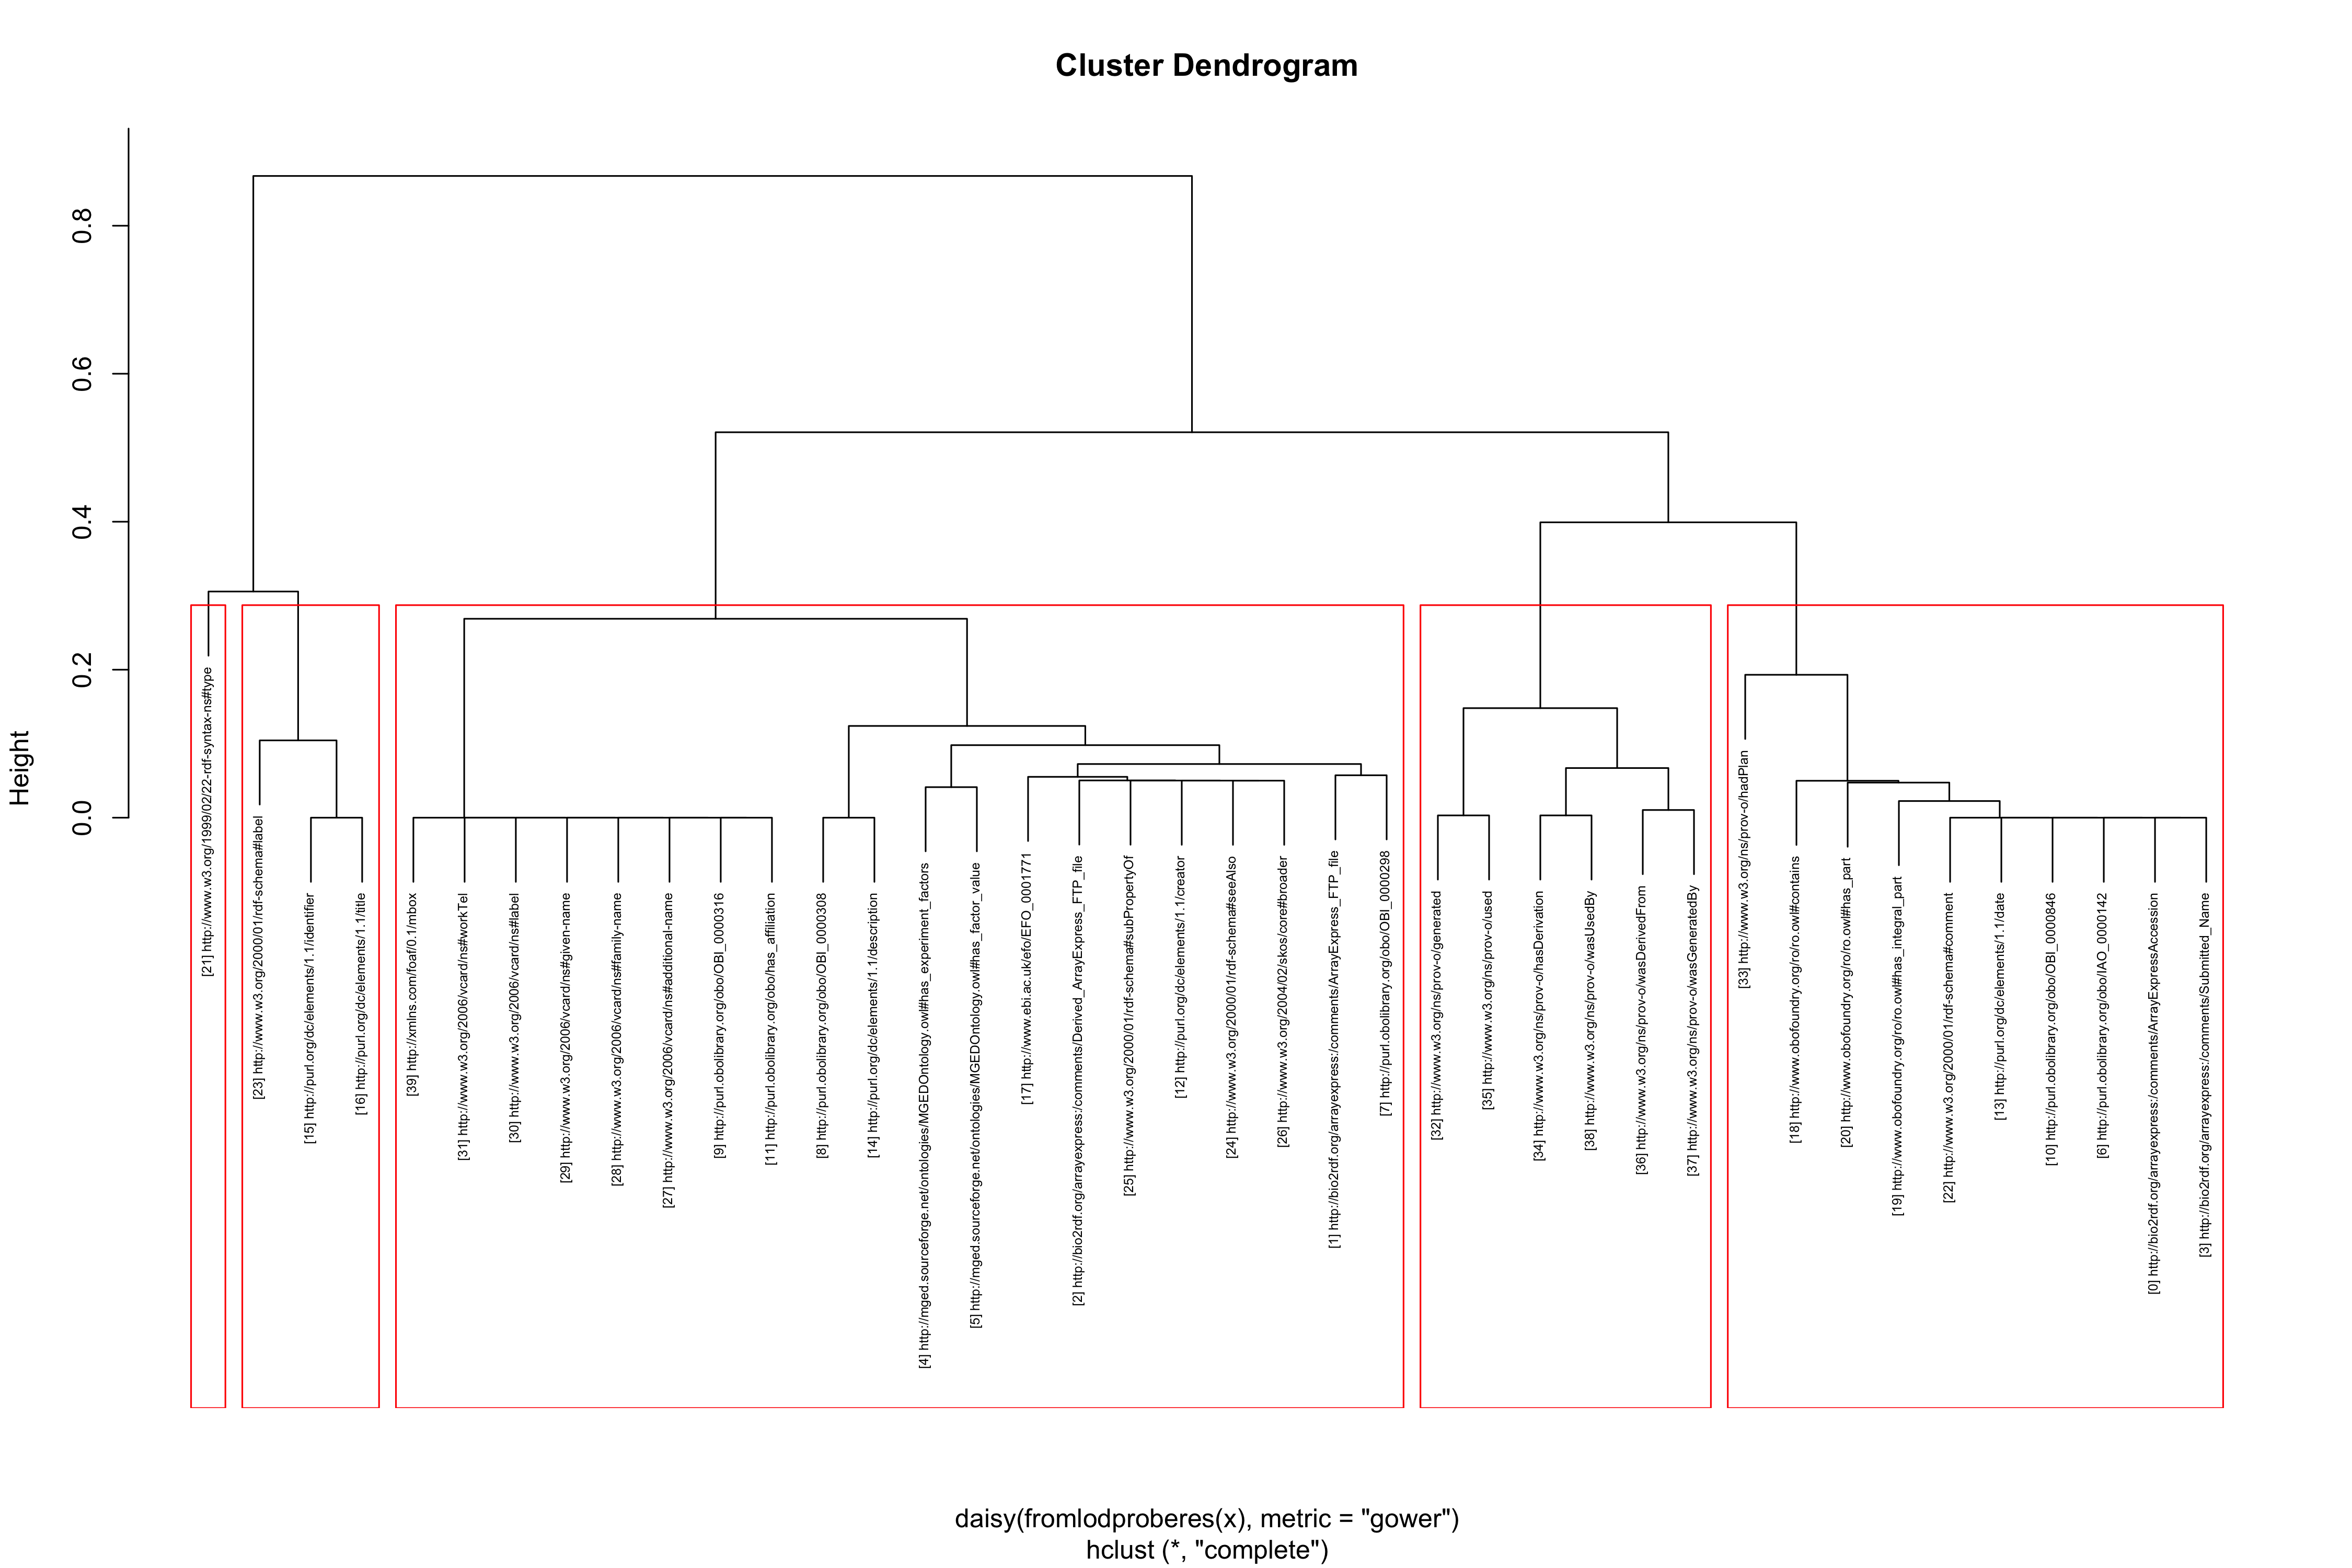 Cluster Dendrogram
Height
0.0
0.2
0.4
0.6
0.8
[21] http://www.w3.org/1999/02/22-rdf-syntax-ns#type
[23] http://www.w3.org/2000/01/rdf-schema#label
[15] http://purl.org/dc/elements/1.1/identifier
[16] http://purl.org/dc/elements/1.1/title
[39] http://xmlns.com/foaf/0.1/mbox
[31] http://www.w3.org/2006/vcard/ns#workTel
[30] http://www.w3.org/2006/vcard/ns#label
[29] http://www.w3.org/2006/vcard/ns#given-name
[28] http://www.w3.org/2006/vcard/ns#family-name
[27] http://www.w3.org/2006/vcard/ns#additional-name
[9] http://purl.obolibrary.org/obo/OBI_0000316
[11] http://purl.obolibrary.org/obo/has_affiliation
[8] http://purl.obolibrary.org/obo/OBI_0000308
[14] http://purl.org/dc/elements/1.1/description
[4] http://mged.sourceforge.net/ontologies/MGEDOntology.owl#has_experiment_factors
[5] http://mged.sourceforge.net/ontologies/MGEDOntology.owl#has_factor_value
[17] http://www.ebi.ac.uk/efo/EFO_0001771
[2] http://bio2rdf.org/arrayexpress:/comments/Derived_ArrayExpress_FTP_file
[25] http://www.w3.org/2000/01/rdf-schema#subPropertyOf
[12] http://purl.org/dc/elements/1.1/creator
[24] http://www.w3.org/2000/01/rdf-schema#seeAlso
[26] http://www.w3.org/2004/02/skos/core#broader
[1] http://bio2rdf.org/arrayexpress:/comments/ArrayExpress_FTP_file
[7] http://purl.obolibrary.org/obo/OBI_0000298
[32] http://www.w3.org/ns/prov-o/generated
[35] http://www.w3.org/ns/prov-o/used
[34] http://www.w3.org/ns/prov-o/hasDerivation
[38] http://www.w3.org/ns/prov-o/wasUsedBy
[36] http://www.w3.org/ns/prov-o/wasDerivedFrom
[37] http://www.w3.org/ns/prov-o/wasGeneratedBy
[33] http://www.w3.org/ns/prov-o/hadPlan
[18] http://www.obofoundry.org/ro/ro.owl#contains
[20] http://www.obofoundry.org/ro/ro.owl#has_part
[19] http://www.obofoundry.org/ro/ro.owl#has_integral_part
[22] http://www.w3.org/2000/01/rdf-schema#comment
[13] http://purl.org/dc/elements/1.1/date
[10] http://purl.obolibrary.org/obo/OBI_0000846
[6] http://purl.obolibrary.org/obo/IAO_0000142
[0] http://bio2rdf.org/arrayexpress:/comments/ArrayExpressAccession
[3] http://bio2rdf.org/arrayexpress:/comments/Submitted_Name
daisy(fromlodproberes(x), metric = "gower")
hclust (*, "complete")